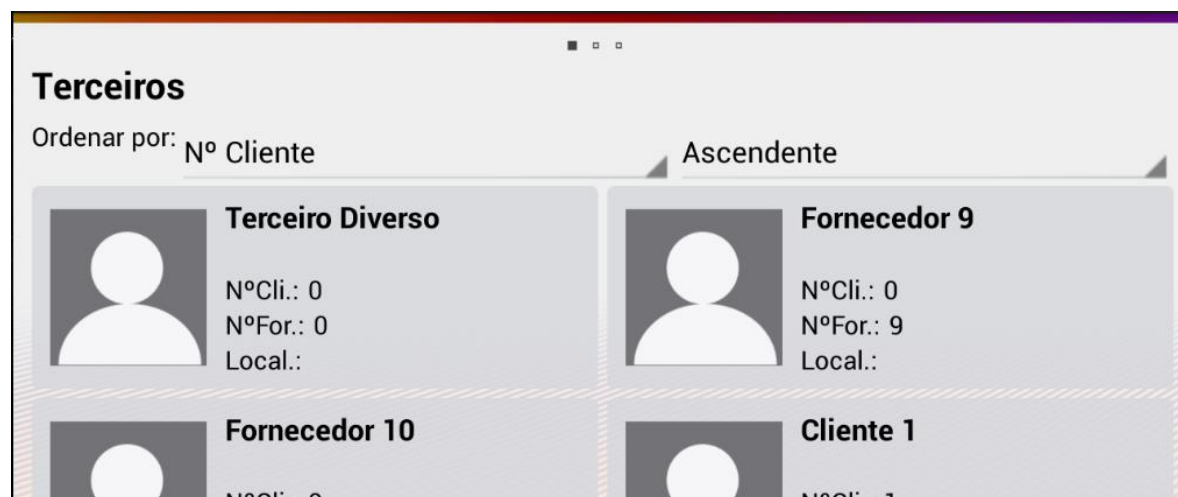 Terceiros
Ordenar por: Nº Cliente Ascendente
Terceiro Diverso
NºCli.: 0
NºFor.: 0
Local.:
Fornecedor 9
NºCli.: 0
NºFor.: 9
Local.:
Fornecedor 10
Cliente 1